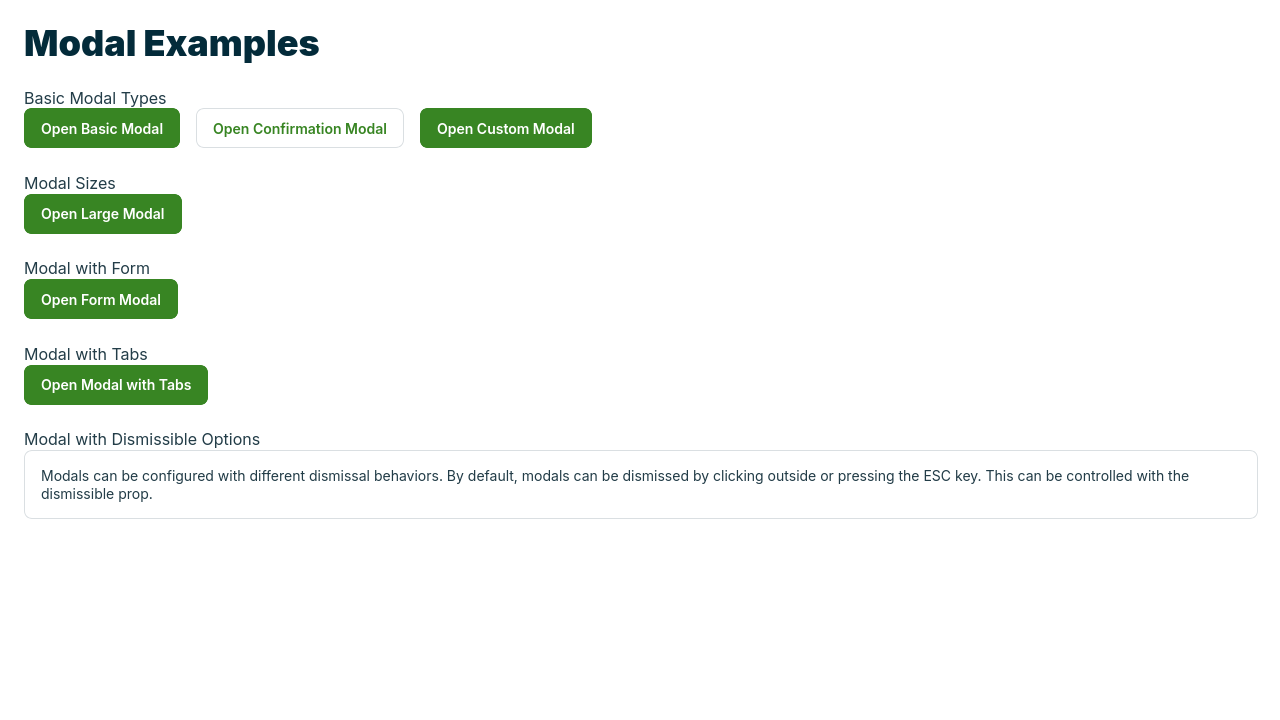 Modal Examples
Basic Modal Types
Open Basic Modal
Open Confirmation Modal
Open Custom Modal
Modal Sizes
Open Large Modal
Modal with Form
Open Form Modal
Modal with Tabs
Open Modal with Tabs
Modal with Dismissible Options
Modals can be configured with different dismissal behaviors. By default, modals can be dismissed by clicking outside or pressing the ESC key. This can be controlled with the
dismissible prop.